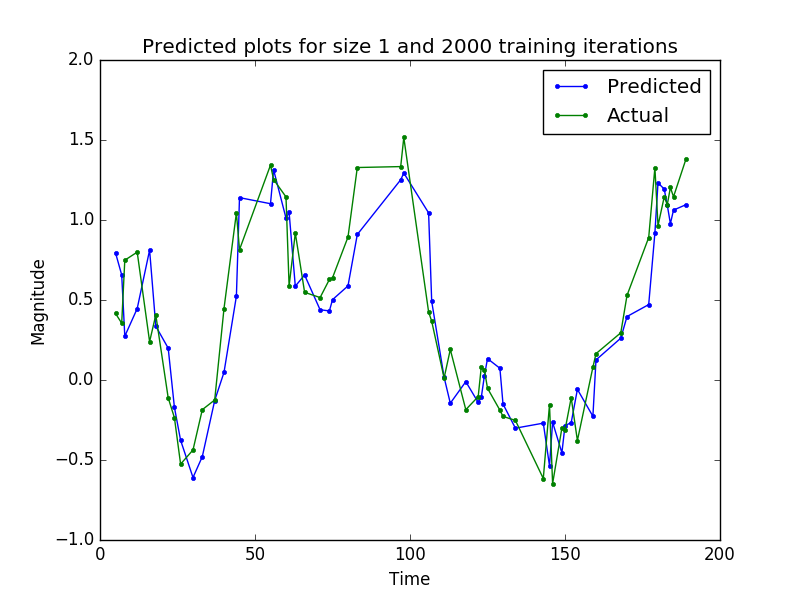 Predicted plots for size 1 and 2000 training iterations
Predicted
Actual
2.0
1.5
1.0
0.5
0.0
−0.5
−1.0
Magnitude
0 50 100 150 200
Time